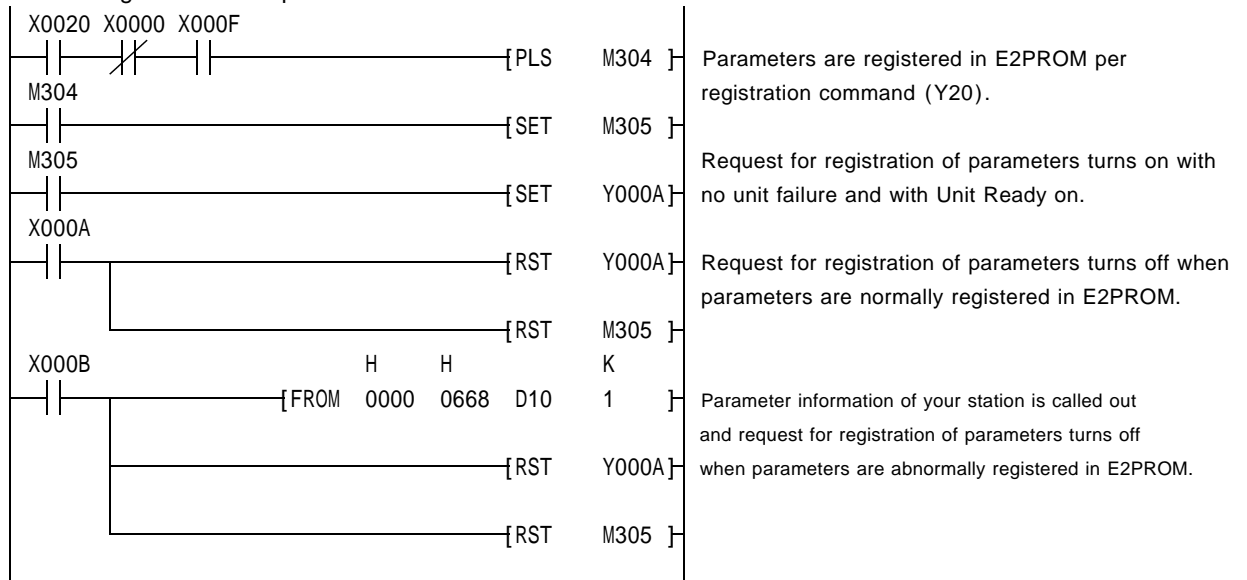 X0020 X0000 X000F
[PLS M304 ] Parameters are registered in E2PROM per
M304 registration command (Y20).
[SET M305 ]
M305 Request for registration of parameters turns on with
[SET Y000A] no unit failure and with Unit Ready on.
X000A
[RST Y000A] Request for registration of parameters turns off when
parameters are normally registered in E2PROM.
[RST M305 ]
X000B H H K
[FROM 0000 0668 D10 1 ] Parameter information of your station is called out
and request for registration of parameters turns off
[RST Y000A] when parameters are abnormally registered in E2PROM.
[RST M305 ]